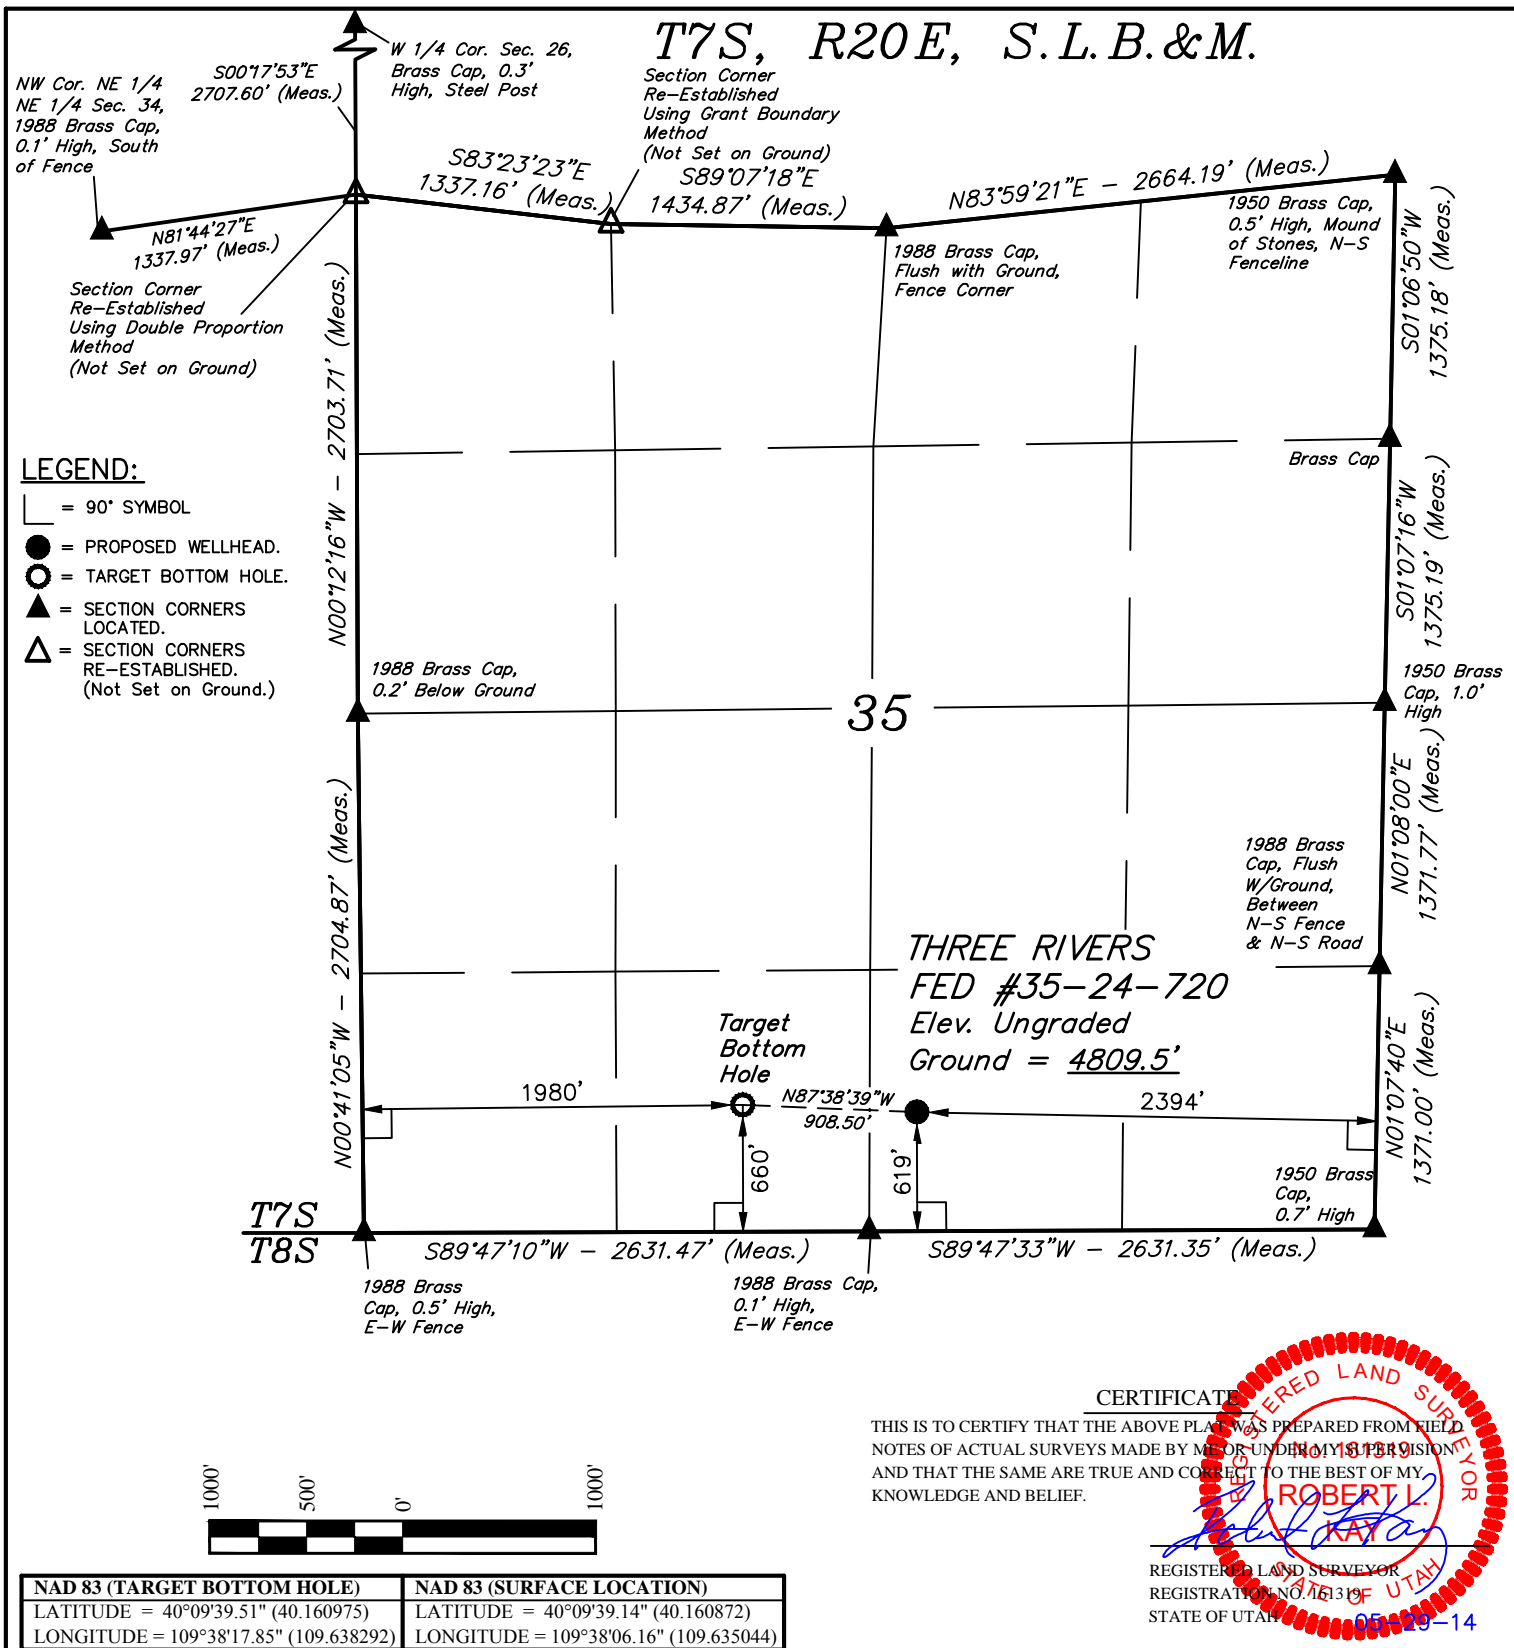 T7S, R20E, S.L.B.&M.
W 1/4 Cor. Sec. 26,
Brass Cap, 0.3'
High, Steel Post
S00°17'53"E
2707.60' (Meas.)
NW Cor. NE 1/4
NE 1/4 Sec. 34,
1988 Brass Cap,
0.1' High, South
of Fence
Section Corner
Re-Established
Using Grant Boundary
Method
(Not Set on Ground)
S83°23'23"E
1337.16' (Meas.)
S89°07'18"E
1434.87' (Meas.)
N83°59'21"E - 2664.19' (Meas.)
1950 Brass Cap,
0.5' High, Mound
of Stones, N-S
Fenceline
N81°44'27"E
1337.97' (Meas.)
1988 Brass Cap,
Flush with Ground,
Fence Corner
Section Corner
Re-Established
Using Double Proportion
Method
(Not Set on Ground)
S01°06'50"W
1375.18' (Meas.)
N00°12'16"W - 2703.71' (Meas.)
Brass Cap
LEGEND:
= 90° SYMBOL
= PROPOSED WELLHEAD.
= TARGET BOTTOM HOLE.
= SECTION CORNERS
LOCATED.
= SECTION CORNERS
RE-ESTABLISHED.
(Not Set on Ground.)
S01°07'16"W
1375.19' (Meas.)
1988 Brass Cap,
0.2' Below Ground
35
1950 Brass
Cap, 1.0'
High
N01°08'00"E
1371.77' (Meas.)
N00°41'05"W - 2704.87' (Meas.)
1988 Brass
Cap, Flush
W/Ground,
Between
N-S Fence
& N-S Road
THREE RIVERS
FED #35-24-720
Elev. Ungraded
Ground = 4809.5'
Target
Bottom
Hole
1980'
N87°38'39"W
908.50'
2394'
660'
619'
N01°07'40"E
1371.00' (Meas.)
1950 Brass
Cap,
0.7' High
T7S
T8S
S89°47'10"W - 2631.47' (Meas.)
S89°47'33"W - 2631.35' (Meas.)
1988 Brass
Cap, 0.5' High,
E-W Fence
1988 Brass Cap,
0.1' High,
E-W Fence
CERTIFICATE
THIS IS TO CERTIFY THAT THE ABOVE PLAT WAS PREPARED FROM FIELD
NOTES OF ACTUAL SURVEYS MADE BY ME OR UNDER MY SUPERVISION
AND THAT THE SAME ARE TRUE AND CORRECT TO THE BEST OF MY
KNOWLEDGE AND BELIEF.
REGISTERED LAND SURVEYOR
No. 161319
ROBERT L.
KAY
STATE OF UTAH
Robert L. Kay
REGISTERED LAND SURVEYOR
REGISTRATION NO. 161319
STATE OF UTAH
05-29-14
1000' 500' 0' 1000'
NAD 83 (TARGET BOTTOM HOLE)
LATITUDE = 40°09'39.51" (40.160975)
LONGITUDE = 109°38'17.85" (109.638292)
NAD 83 (SURFACE LOCATION)
LATITUDE = 40°09'39.14" (40.160872)
LONGITUDE = 109°38'06.16" (109.635044)